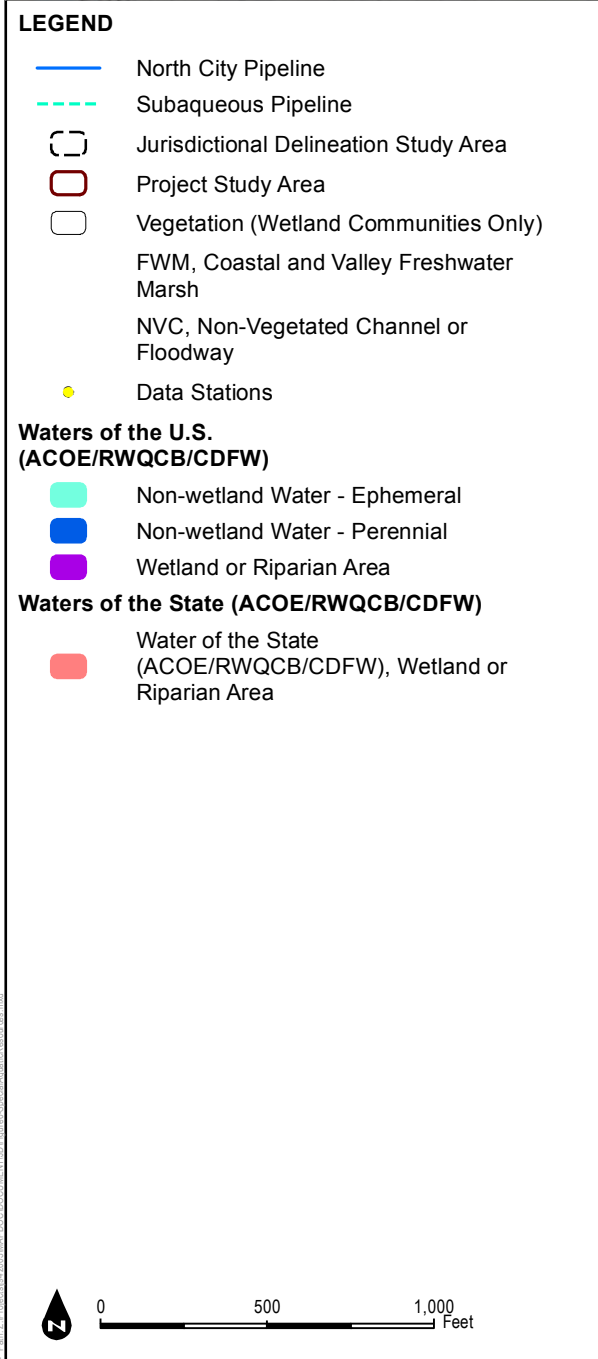 LEGEND
North City Pipeline
Subaqueous Pipeline
Jurisdictional Delineation Study Area
Project Study Area
Vegetation (Wetland Communities Only)
FWM, Coastal and Valley Freshwater
Marsh
NVC, Non-Vegetated Channel or
Floodway
Data Stations
Waters of the U.S.
(ACOE/RWQCB/CDFW)
Non-wetland Water - Ephemeral
Non-wetland Water - Perennial
Wetland or Riparian Area
Waters of the State (ACOE/RWQCB/CDFW)
Water of the State
(ACOE/RWQCB/CDFW), Wetland or
Riparian Area
N
0 500 1,000
Feet